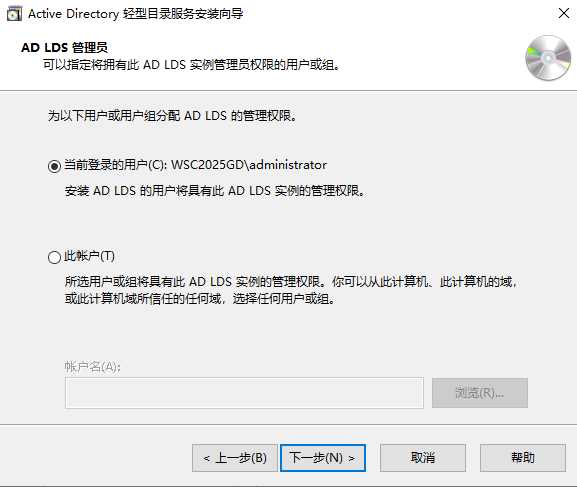 Active Directory 轻型目录服务安装向导
AD LDS 管理员
可以指定将拥有此 AD LDS 实例管理员权限的用户或组。
为以下用户或用户组分配 AD LDS 的管理权限。
当前登录的用户(C): WSC2025GD\administrator
安装 AD LDS 的用户将具有此 AD LDS 实例的管理权限。
此帐户(T)
所选用户或组将具有此 AD LDS 实例的管理权限。你可以从此计算机、此计算机的域，
或此计算机域所信任的任何域，选择任何用户或组。
帐户名(A):
浏览(R)...
< 上一步(B) 下一步(N) > 取消 帮助